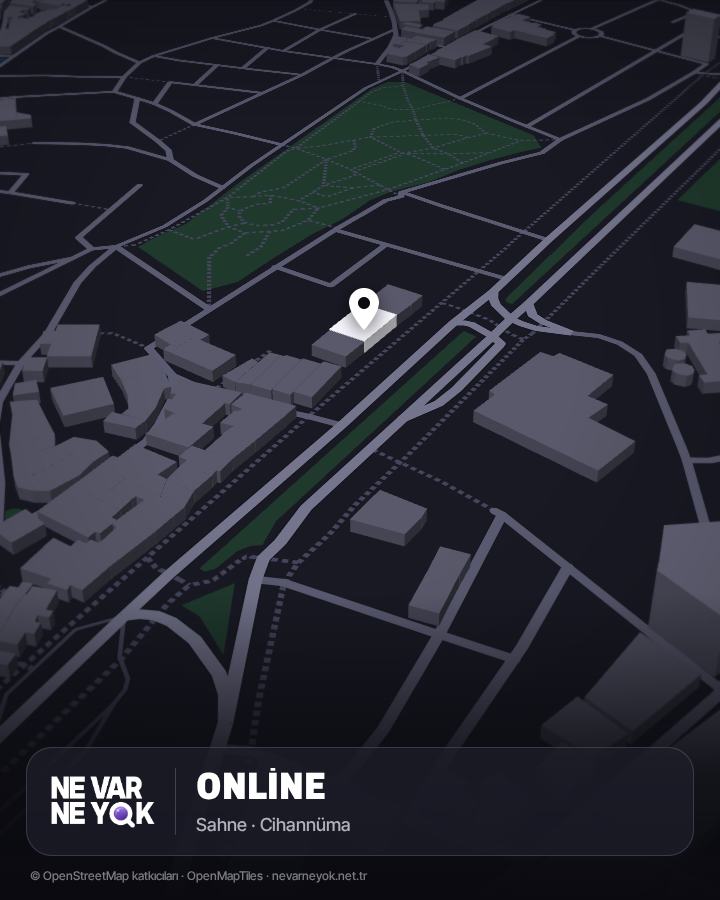 NE VAR
NE YOK
ONLİNE
Sahne · Cihannüma
© OpenStreetMap katkıcıları · OpenMapTiles · nevarneyok.net.tr